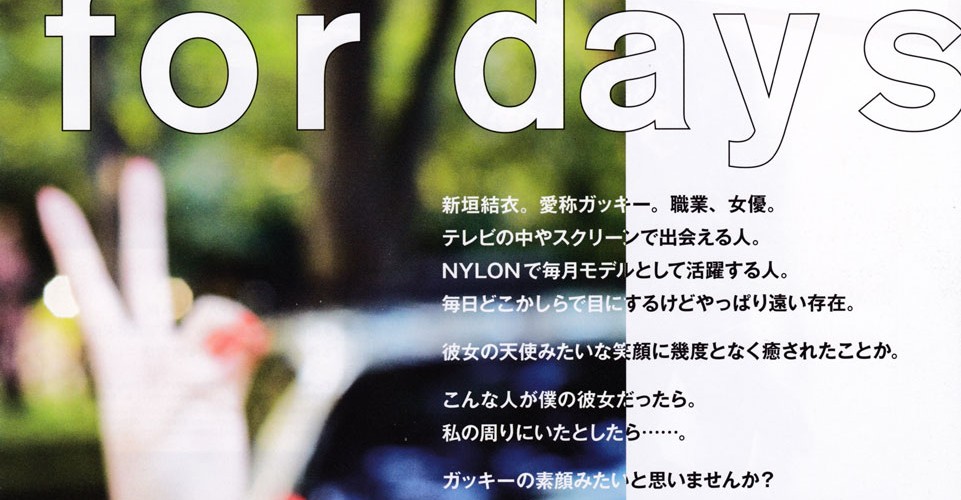 for days
新垣結衣。愛称ガッキー。職業、女優。
テレビの中やスクリーンで出会える人。
NYLONで毎月モデルとして活躍する人。
毎日どこかしらで目にするけどやっぱり遠い存在。
彼女の天使みたいな笑顔に幾度となく癒されたことか。
こんな人が僕の彼女だったら。
私の周りにいたとしたら……。
ガッキーの素顔みたいと思いませんか？